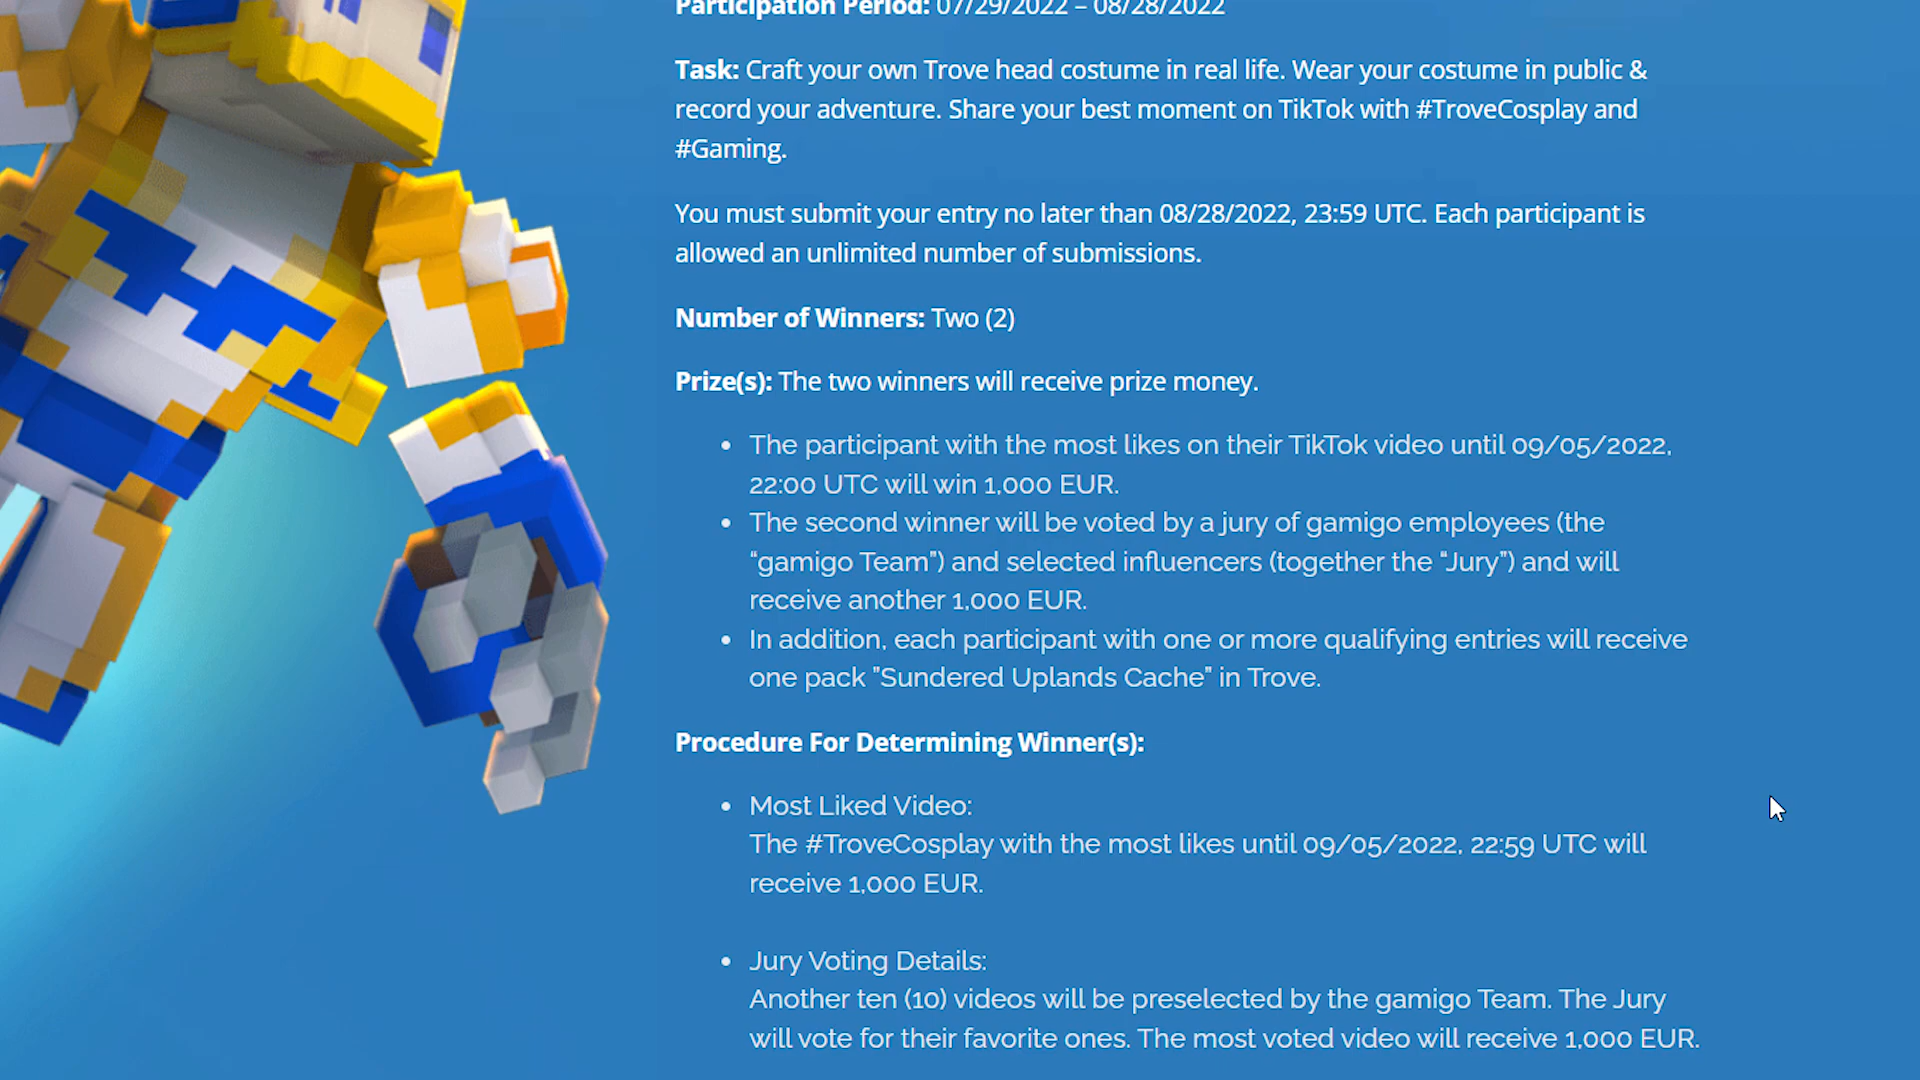 Participation Period: 07/29/2022 – 08/28/2022
Task: Craft your own Trove head costume in real life. Wear your costume in public &
record your adventure. Share your best moment on TikTok with #TroveCosplay and
#Gaming.
You must submit your entry no later than 08/28/2022, 23:59 UTC. Each participant is
allowed an unlimited number of submissions.
Number of Winners: Two (2)
Prize(s): The two winners will receive prize money.
• The participant with the most likes on their TikTok video until 09/05/2022,
22:00 UTC will win 1,000 EUR.
• The second winner will be voted by a jury of gamigo employees (the
“gamigo Team”) and selected influencers (together the “Jury”) and will
receive another 1,000 EUR.
• In addition, each participant with one or more qualifying entries will receive
one pack "Sundered Uplands Cache" in Trove.
Procedure For Determining Winner(s):
• Most Liked Video:
The #TroveCosplay with the most likes until 09/05/2022, 22:59 UTC will
receive 1,000 EUR.
• Jury Voting Details:
Another ten (10) videos will be preselected by the gamigo Team. The Jury
will vote for their favorite ones. The most voted video will receive 1,000 EUR.